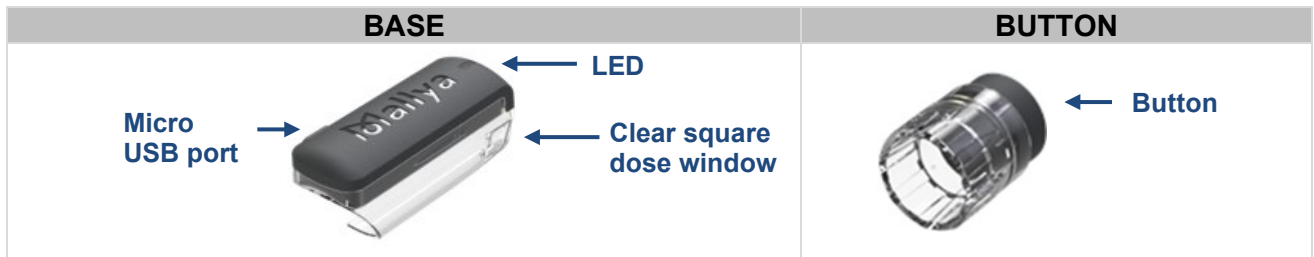 BASE
BUTTON
LED
Micro
USB port
Clear square
dose window
Mallya
Button